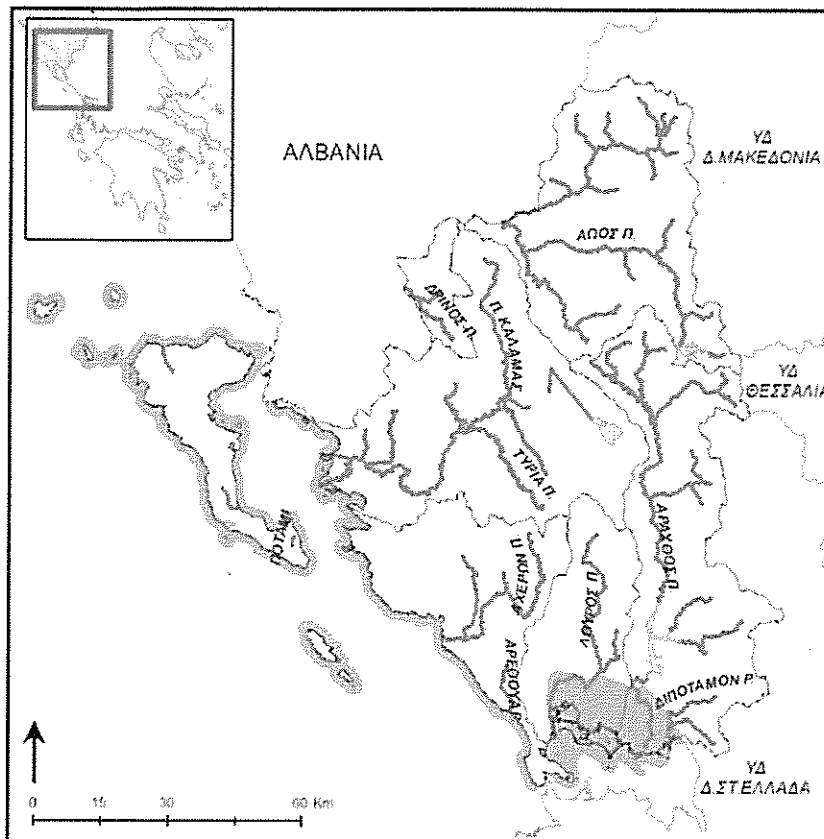 ΑΛΒΑΝΙΑ
ΥΔ
Δ.ΜΑΚΕΔΟΝΙΑ
ΑΩΟΣ Π.
ΔΡΙΝΟΣ Π.
Π. ΚΑΛΑΜΑΣ
ΥΔ
ΘΕΣΣΑΛΙΑ
ΤΥΡΙΑ Π.
ΠΟΤΑΜΙ
ΑΡΑΧΘΟΣ Π.
ΑΧΕΡΩΝ Π.
ΛΟΥΡΟΣ Π.
ΔΙΠΟΤΑΜΟΝ Ρ.
ΥΔ
Δ.ΣΤ.ΕΛΛΑΔΑ
0 15 30 60 Km